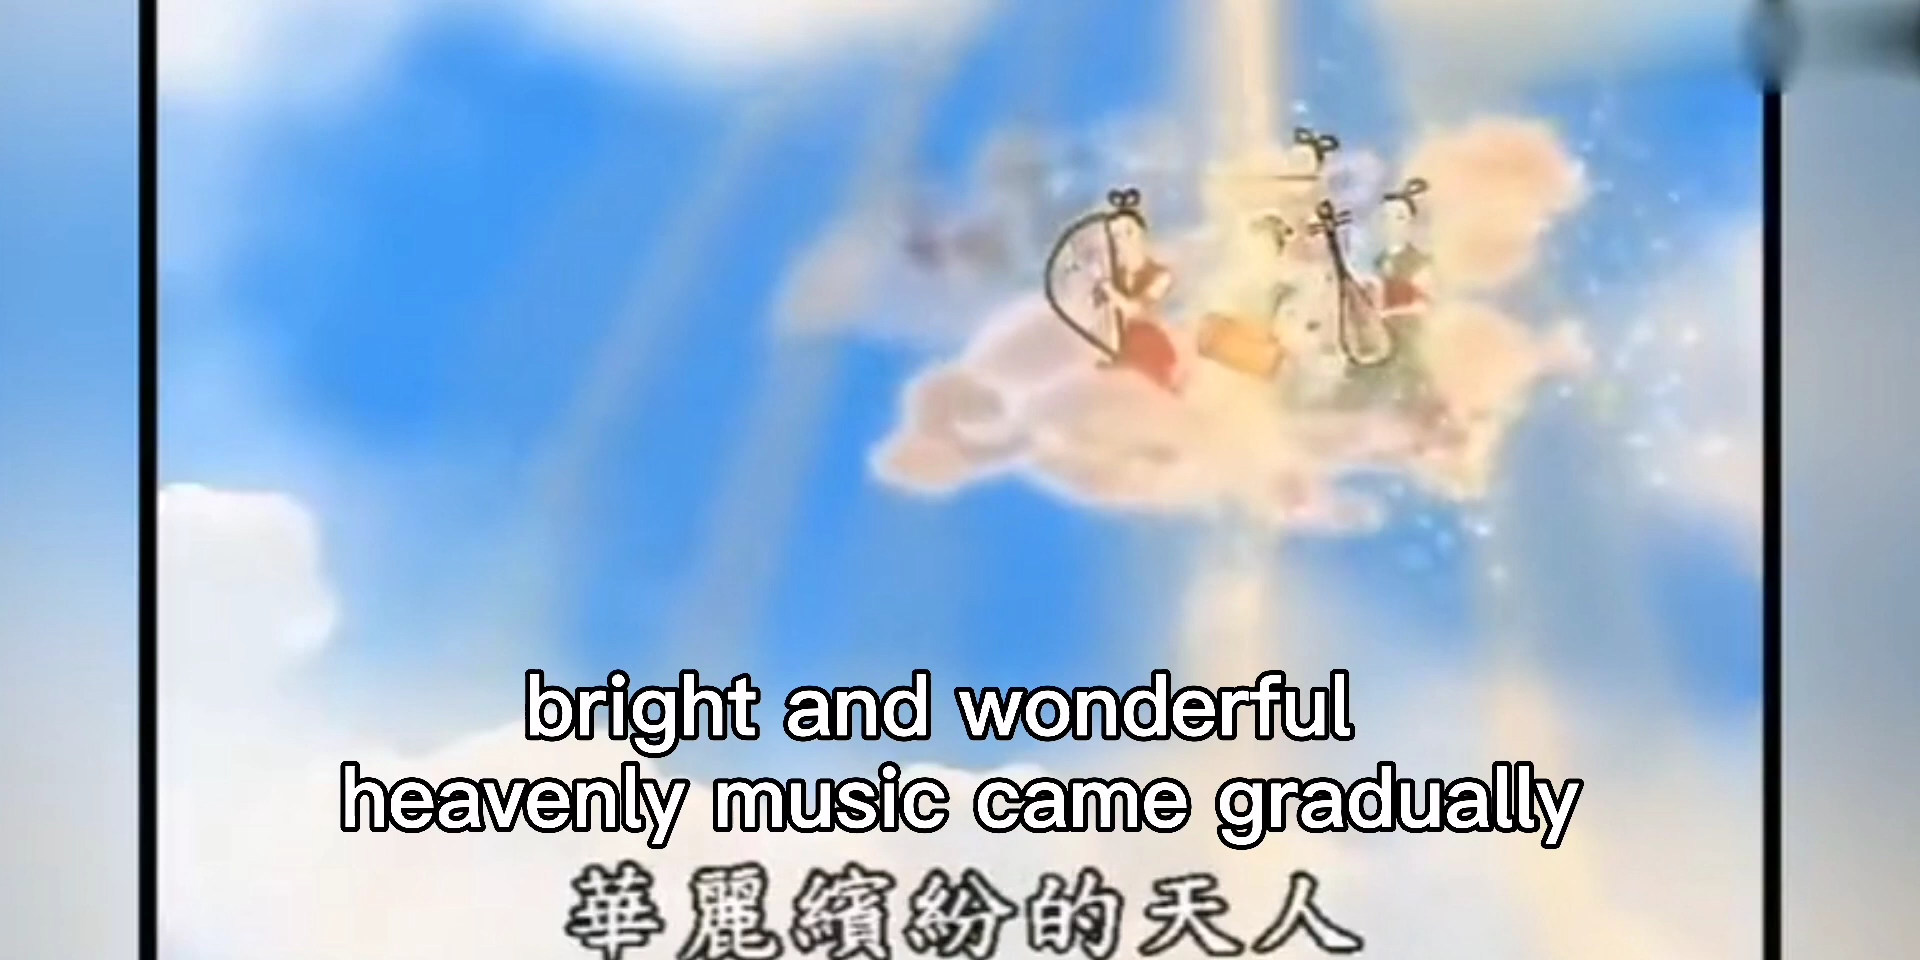 bright and wonderful
heavenly music came gradually
華麗繽紛的天人